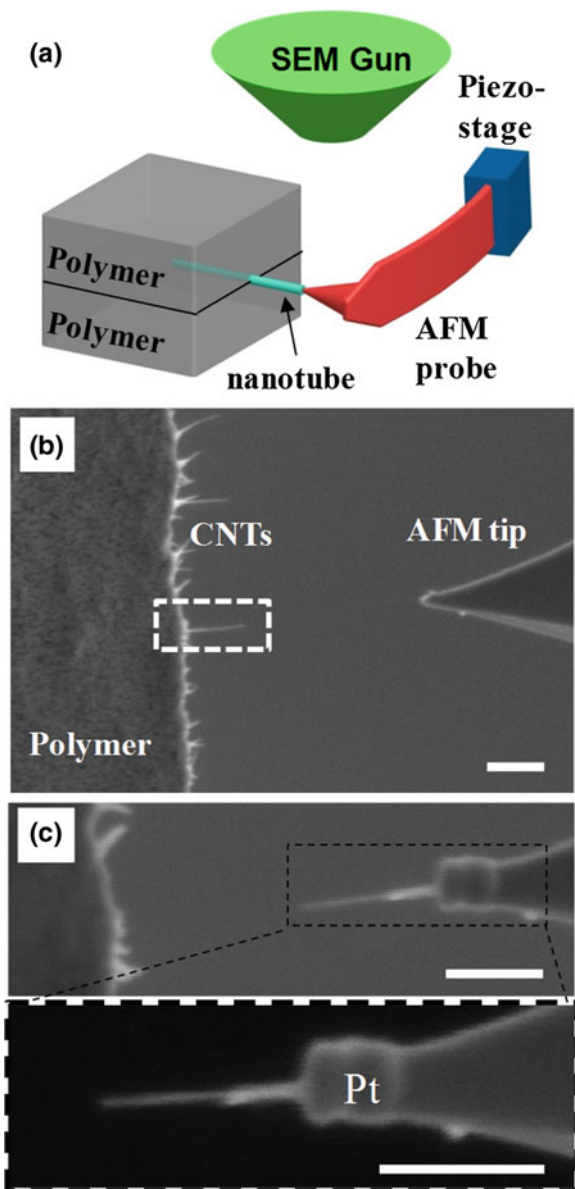 (a)
SEM Gun
Piezo-
stage
Polymer
Polymer
nanotube
AFM
probe
(b)
CNTs
AFM tip
Polymer
(c)
Pt